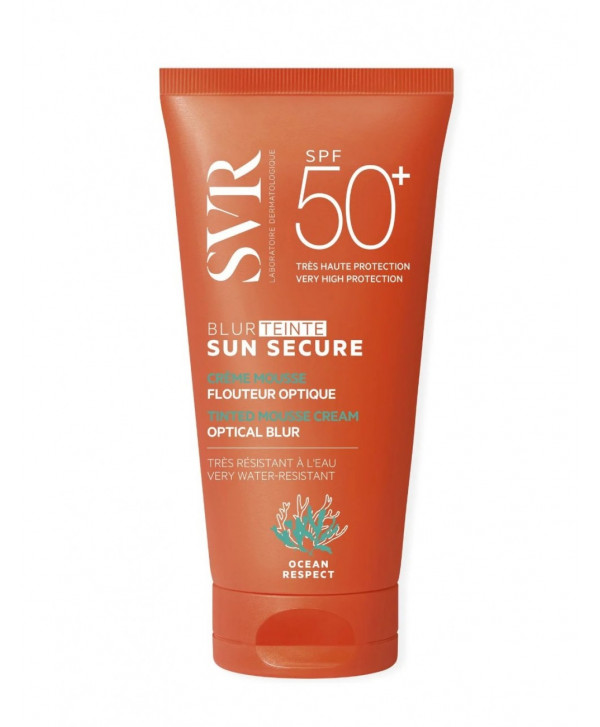 SVR
LABORATOIRE DERMATOLOGIQUE
SPF
50+
TRÈS HAUTE PROTECTION
VERY HIGH PROTECTION
BLUR TEINTE
SUN SECURE
CRÈME MOUSSE
FLOUTEUR OPTIQUE
TINTED MOUSSE CREAM
OPTICAL BLUR
TRÈS RÉSISTANT À L'EAU
VERY WATER-RESISTANT
OCEAN
RESPECT